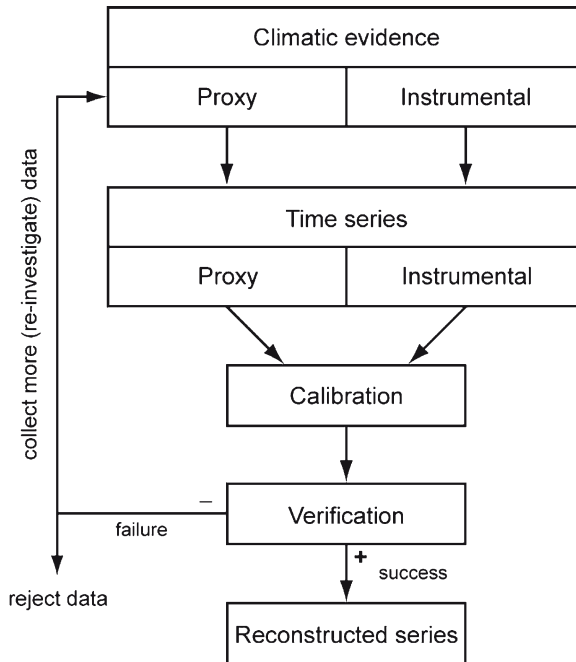 Climatic evidence
Proxy
Instrumental
Time series
Proxy
Instrumental
collect more (re-investigate) data
Calibration
–
Verification
failure
+
success
reject data
Reconstructed series